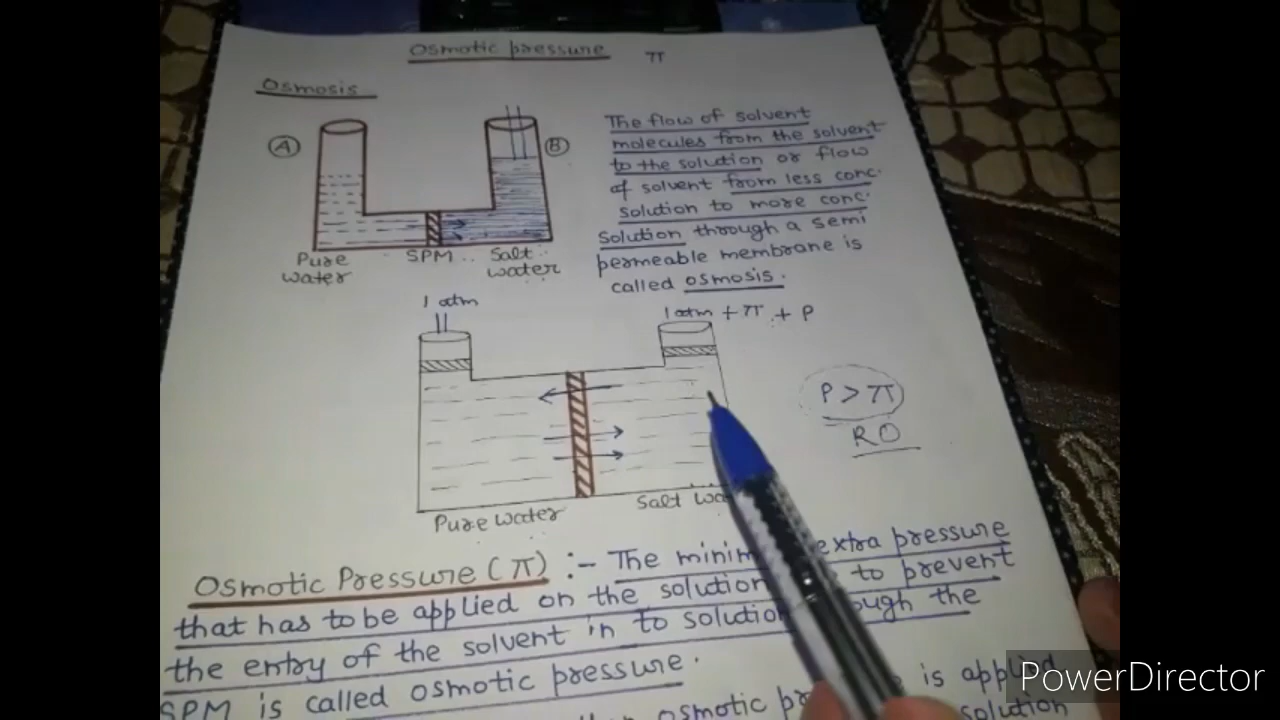 Osmotic pressure π
Osmosis
A
B
Pure
water
SPM
Salt
water
The flow of solvent
molecules from the solvent
to the solution or flow
of solvent from less conc.
solution to more conc.
solution through a semi
permeable membrane is
called osmosis.
1 atm
1 atm + π + P
P > π
RO
Pure water
Salt
Osmotic Pressure (π) :- The extra pressure
that has to be applied on the solution to prevent
the entry of the solvent in to solution the
SPM is called osmotic pressure.
osmotic is applied
solution
PowerDirector